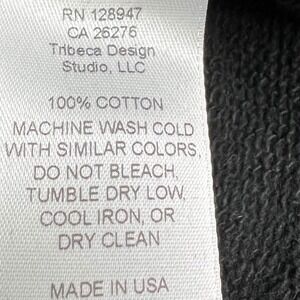 RN 128947
CA 26276
Tribeca Design
Studio, LLC
100% COTTON
MACHINE WASH COLD
WITH SIMILAR COLORS,
DO NOT BLEACH,
TUMBLE DRY LOW,
COOL IRON, OR
DRY CLEAN
MADE IN USA